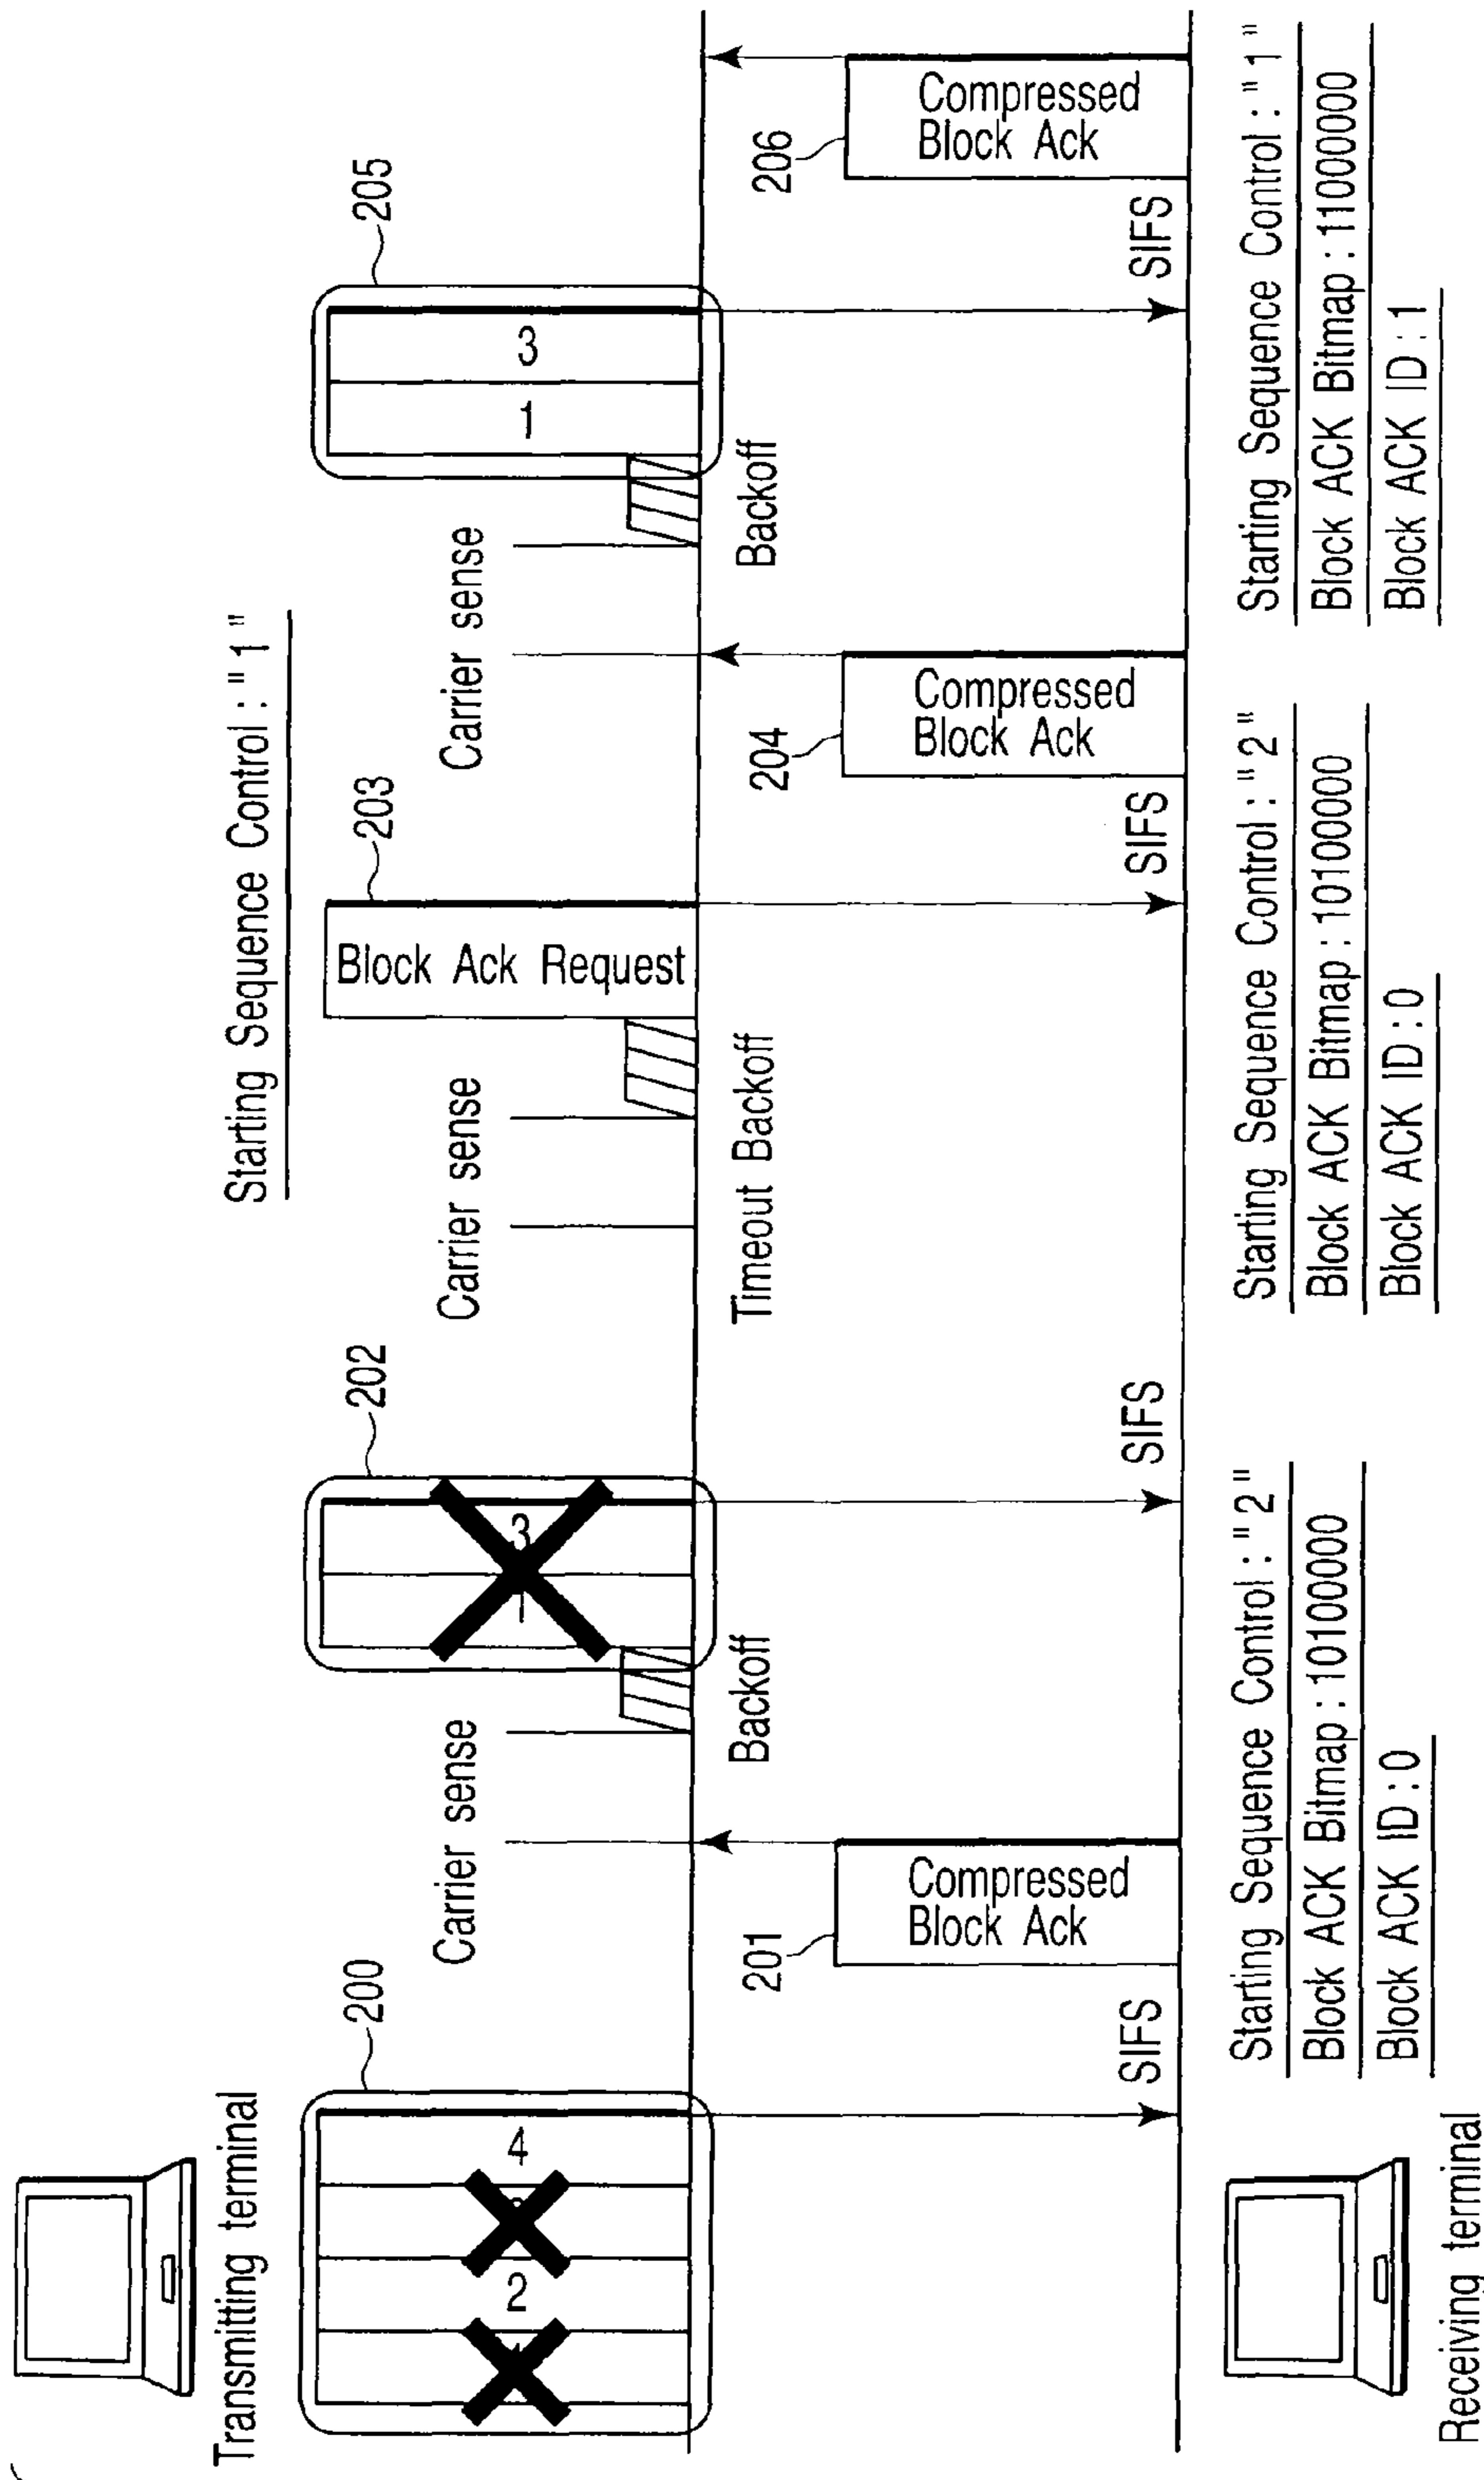 Transmitting terminal
200
1
2
4
Carrier sense
Backoff
202
3
Carrier sense
Timeout Backoff
Starting Sequence Control : "1"
203
Block Ack Request
Carrier sense
Backoff
205
1
3
SIFS
201
Compressed
Block Ack
SIFS
SIFS
204
Compressed
Block Ack
SIFS
206
Compressed
Block Ack
Receiving terminal
Starting Sequence Control : "2"
Block ACK Bitmap : 10100000
Block ACK ID : 0
Starting Sequence Control : "2"
Block ACK Bitmap : 10100000
Block ACK ID : 0
Starting Sequence Control : "1"
Block ACK Bitmap : 11000000
Block ACK ID : 1